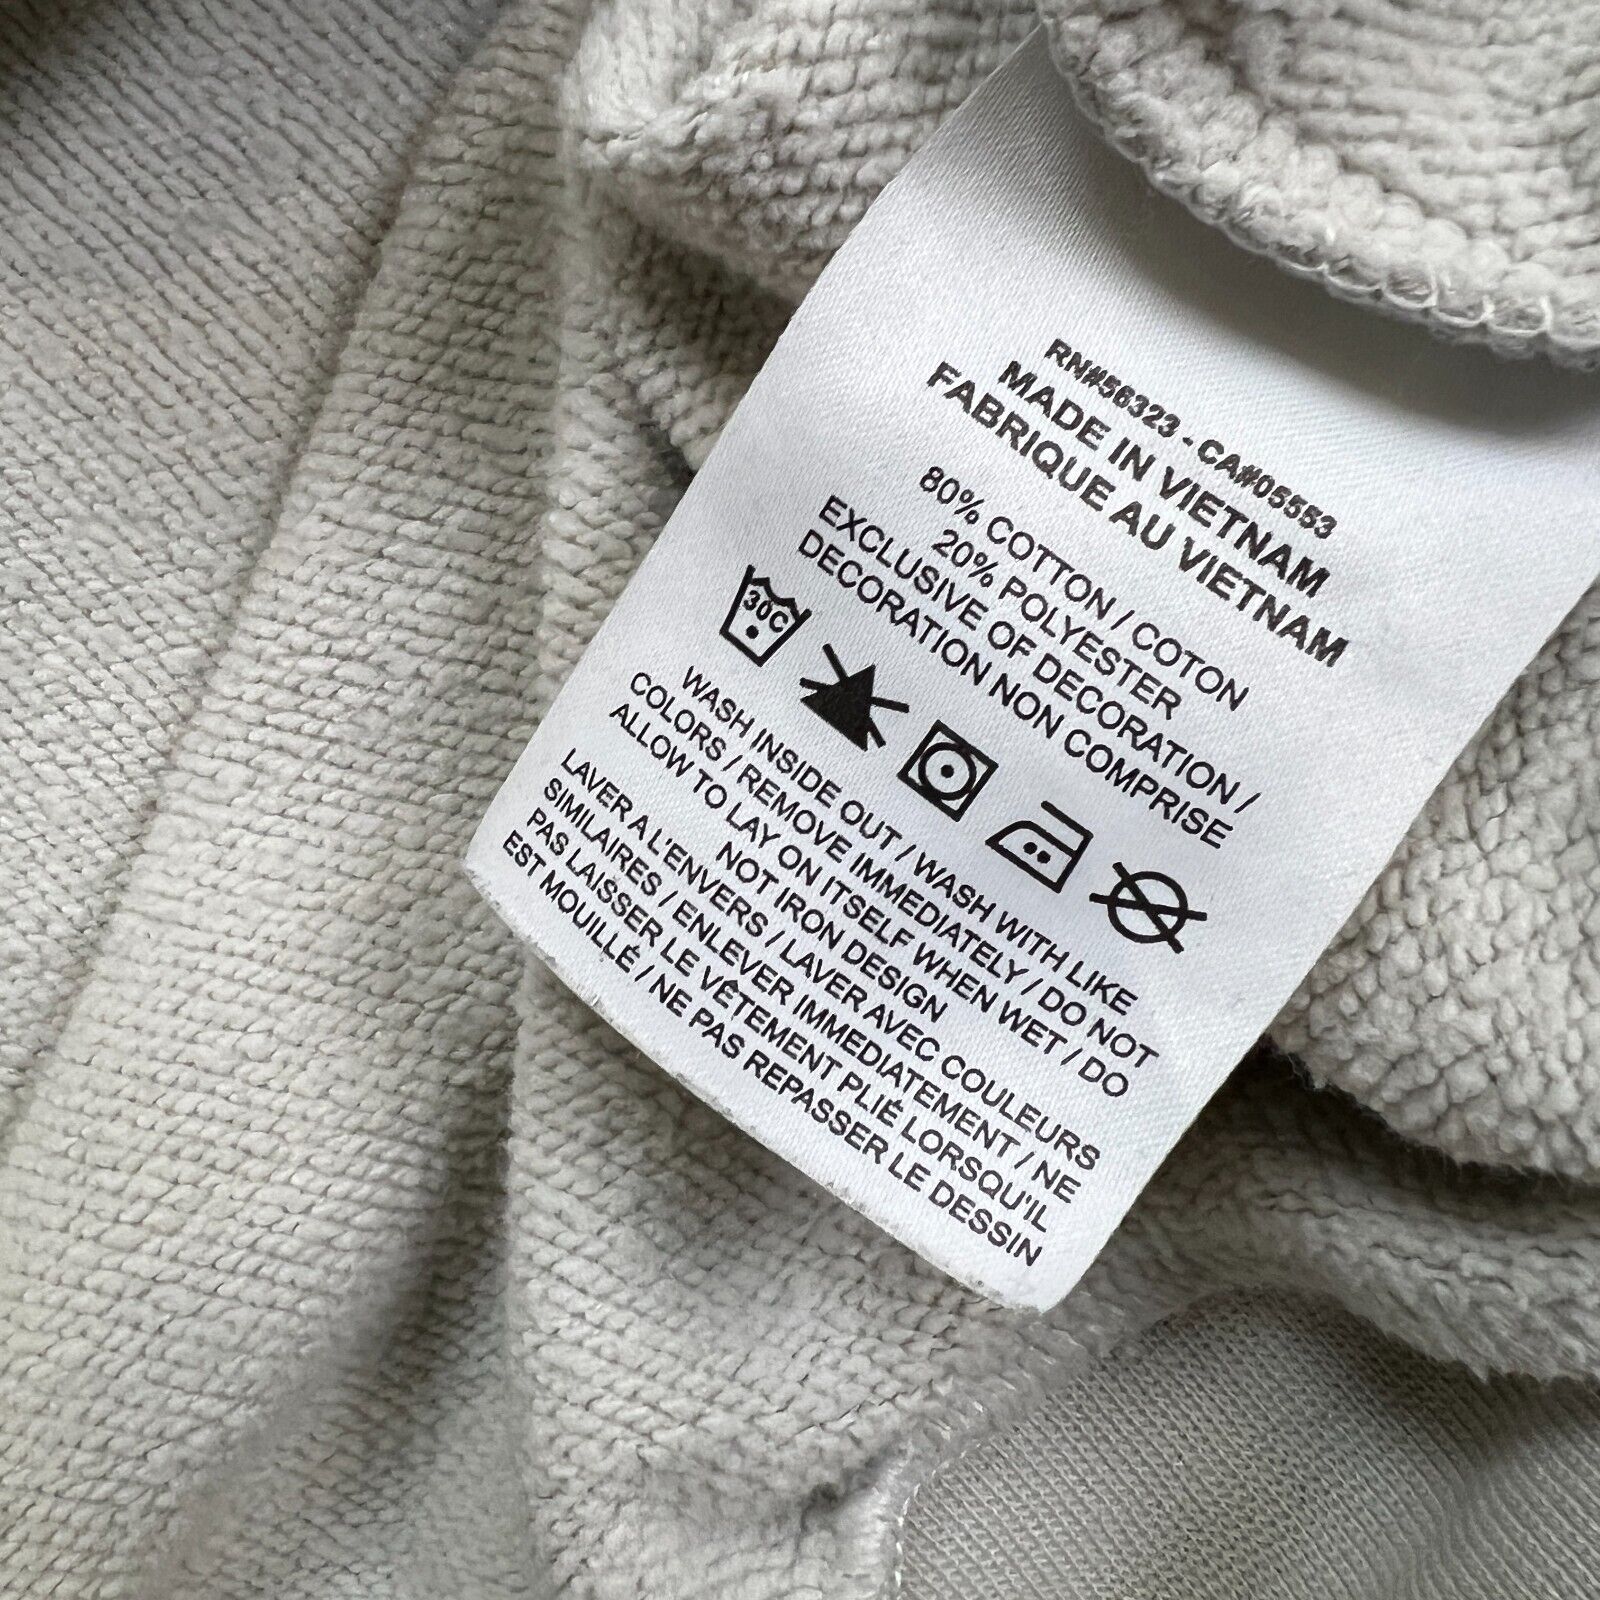 RN#56323 - CA#05553
MADE IN VIETNAM
FABRIQUE AU VIETNAM
80% COTTON / COTON
20% POLYESTER
EXCLUSIVE OF DECORATION /
DECORATION NON COMPRISE
30C
WASH INSIDE OUT / WASH WITH LIKE
COLORS / REMOVE IMMEDIATELY / DO NOT
ALLOW TO LAY ON ITSELF WHEN WET / DO
NOT IRON DESIGN
LAVER A L'ENVERS / LAVER AVEC COULEURS
SIMILAIRES / ENLEVER IMMEDIATEMENT / NE
PAS LAISSER LE VÊTEMENT PLIÉ LORSQU'IL
EST MOUILLÉ / NE PAS REPASSER LE DESSIN